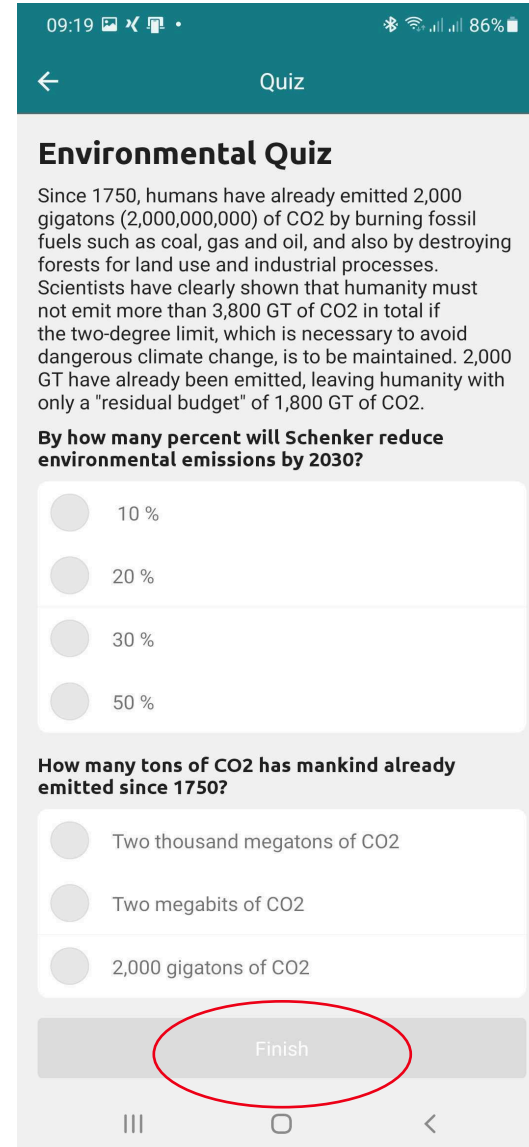 09:19 86%
Quiz
Environmental Quiz
Since 1750, humans have already emitted 2,000
gigatons (2,000,000,000) of CO2 by burning fossil
fuels such as coal, gas and oil, and also by destroying
forests for land use and industrial processes.
Scientists have clearly shown that humanity must
not emit more than 3,800 GT of CO2 in total if
the two-degree limit, which is necessary to avoid
dangerous climate change, is to be maintained. 2,000
GT have already been emitted, leaving humanity with
only a "residual budget" of 1,800 GT of CO2.
By how many percent will Schenker reduce
environmental emissions by 2030?
10 %
20 %
30 %
50 %
How many tons of CO2 has mankind already
emitted since 1750?
Two thousand megatons of CO2
Two megabits of CO2
2,000 gigatons of CO2
Finish